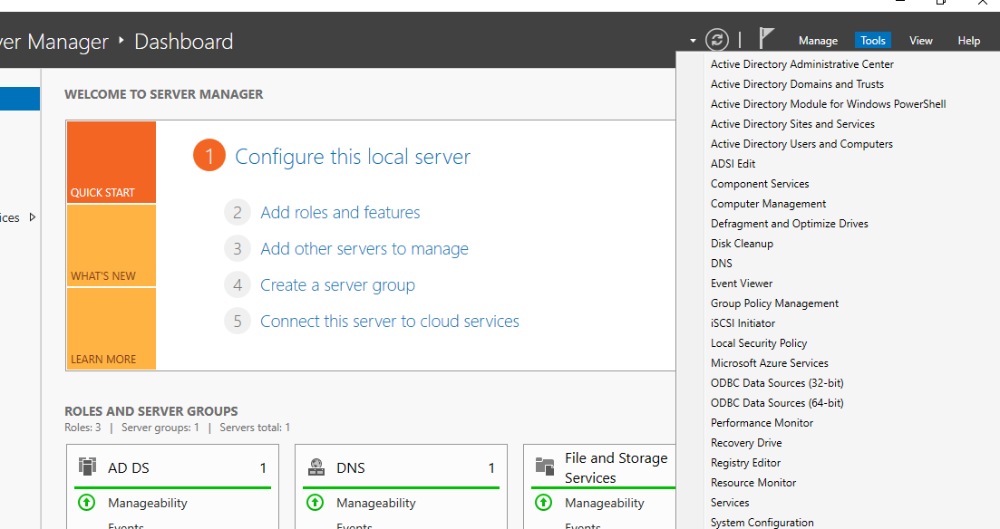 ver Manager ‣ Dashboard
Manage
Tools
View
Help
WELCOME TO SERVER MANAGER
QUICK START
WHAT'S NEW
LEARN MORE
1 Configure this local server
2 Add roles and features
3 Add other servers to manage
4 Create a server group
5 Connect this server to cloud services
ices
ROLES AND SERVER GROUPS
Roles: 3 | Server groups: 1 | Servers total: 1
AD DS 1
Manageability
Events
DNS 1
Manageability
Events
File and Storage
Services
Manageability
Events
Active Directory Administrative Center
Active Directory Domains and Trusts
Active Directory Module for Windows PowerShell
Active Directory Sites and Services
Active Directory Users and Computers
ADSI Edit
Component Services
Computer Management
Defragment and Optimize Drives
Disk Cleanup
DNS
Event Viewer
Group Policy Management
iSCSI Initiator
Local Security Policy
Microsoft Azure Services
ODBC Data Sources (32-bit)
ODBC Data Sources (64-bit)
Performance Monitor
Recovery Drive
Registry Editor
Resource Monitor
Services
System Configuration